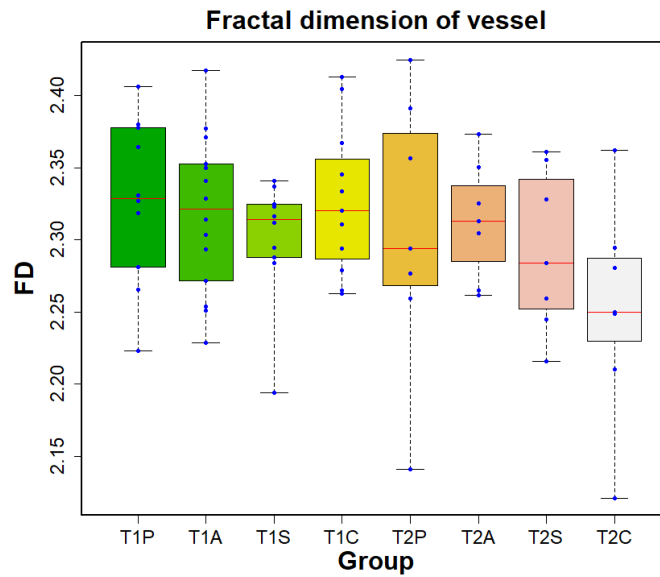 Fractal dimension of vessel
FD
2.40
2.35
2.30
2.25
2.20
2.15
T1P T1A T1S T1C T2P T2A T2S T2C
Group